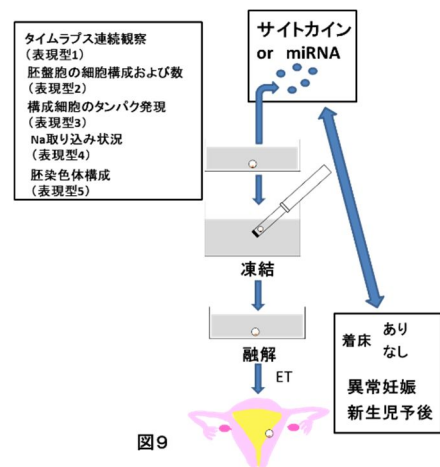 タイムラプス連続観察
（表現型1）
胚盤胞の細胞構成および数
（表現型2）
構成細胞のタンパク発現
（表現型3）
Na取り込み状況
（表現型4）
胚染色体構成
（表現型5）
サイトカイン
or miRNA
凍結
融解
ET
着床 あり
なし
異常妊娠
新生児予後
図９